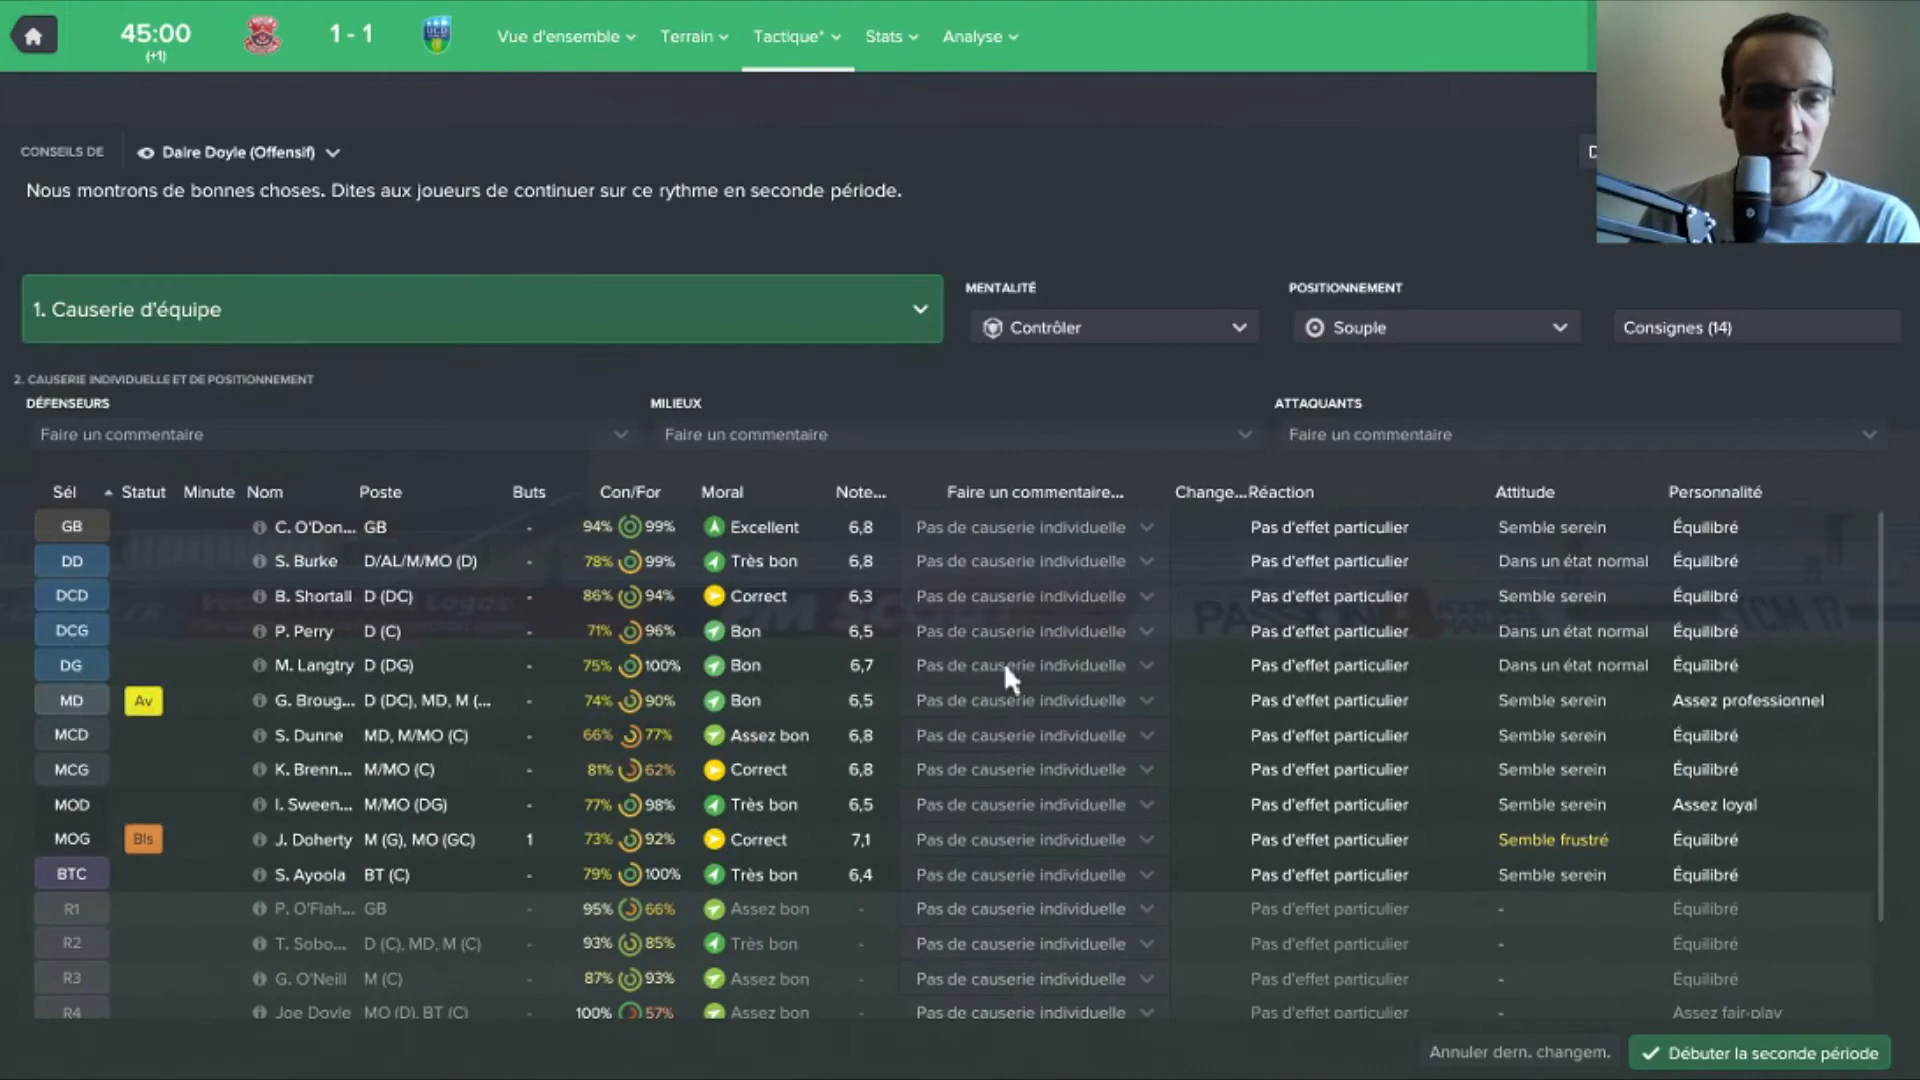 45:00
(+1)
1 - 1
UCD
Vue d'ensemble
Terrain
Tactique*
Stats
Analyse
CONSEILS DE
Daire Doyle (Offensif)
Nous montrons de bonnes choses. Dites aux joueurs de continuer sur ce rythme en seconde période.
1. Causerie d'équipe
MENTALITÉ
Contrôler
POSITIONNEMENT
Souple
Consignes (14)
2. CAUSERIE INDIVIDUELLE ET DE POSITIONNEMENT
DÉFENSEURS
MILIEUX
ATTAQUANTS
Faire un commentaire
Faire un commentaire
Faire un commentaire
Sél Statut Minute Nom Poste Buts Con/For Moral Note... Faire un commentaire... Change... Réaction Attitude Personnalité
GB C. O'Don... GB - 94% 99% Excellent 6,8 Pas de causerie individuelle Pas d'effet particulier Semble serein Équilibré
DD S. Burke D/AL/M/MO (D) - 78% 99% Très bon 6,8 Pas de causerie individuelle Pas d'effet particulier Dans un état normal Équilibré
DCD B. Shortall D (DC) - 86% 94% Correct 6,3 Pas de causerie individuelle Pas d'effet particulier Semble serein Équilibré
DCG P. Perry D (C) - 71% 96% Bon 6,5 Pas de causerie individuelle Pas d'effet particulier Dans un état normal Équilibré
DG M. Langtry D (DG) - 75% 100% Bon 6,7 Pas de causerie individuelle Pas d'effet particulier Dans un état normal Équilibré
MD Av G. Broug... D (DC), MD, M (... - 74% 90% Bon 6,5 Pas de causerie individuelle Pas d'effet particulier Semble serein Assez professionnel
MCD S. Dunne MD, M/MO (C) - 66% 77% Assez bon 6,8 Pas de causerie individuelle Pas d'effet particulier Semble serein Équilibré
MCG K. Brenn... M/MO (C) - 81% 62% Correct 6,8 Pas de causerie individuelle Pas d'effet particulier Semble serein Équilibré
MOD I. Sween... M/MO (DG) - 77% 98% Très bon 6,5 Pas de causerie individuelle Pas d'effet particulier Semble serein Assez loyal
MOG Bls J. Doherty M (G), MO (GC) 1 73% 92% Correct 7,1 Pas de causerie individuelle Pas d'effet particulier Semble frustré Équilibré
BTC S. Ayoola BT (C) - 79% 100% Très bon 6,4 Pas de causerie individuelle Pas d'effet particulier Semble serein Équilibré
R1 P. O'Flah... GB - 95% 66% Assez bon - Pas de causerie individuelle Pas d'effet particulier - Équilibré
R2 T. Sobo... D (C), MD, M (C) - 93% 85% Très bon - Pas de causerie individuelle Pas d'effet particulier - Équilibré
R3 G. O'Neill M (C) - 87% 93% Assez bon - Pas de causerie individuelle Pas d'effet particulier - Équilibré
R4 Joe Doyle MO (D), BT (C) - 100% 57% Assez bon - Pas de causerie individuelle Pas d'effet particulier - Assez fair-play
Annuler dern. changem.
Débuter la seconde période